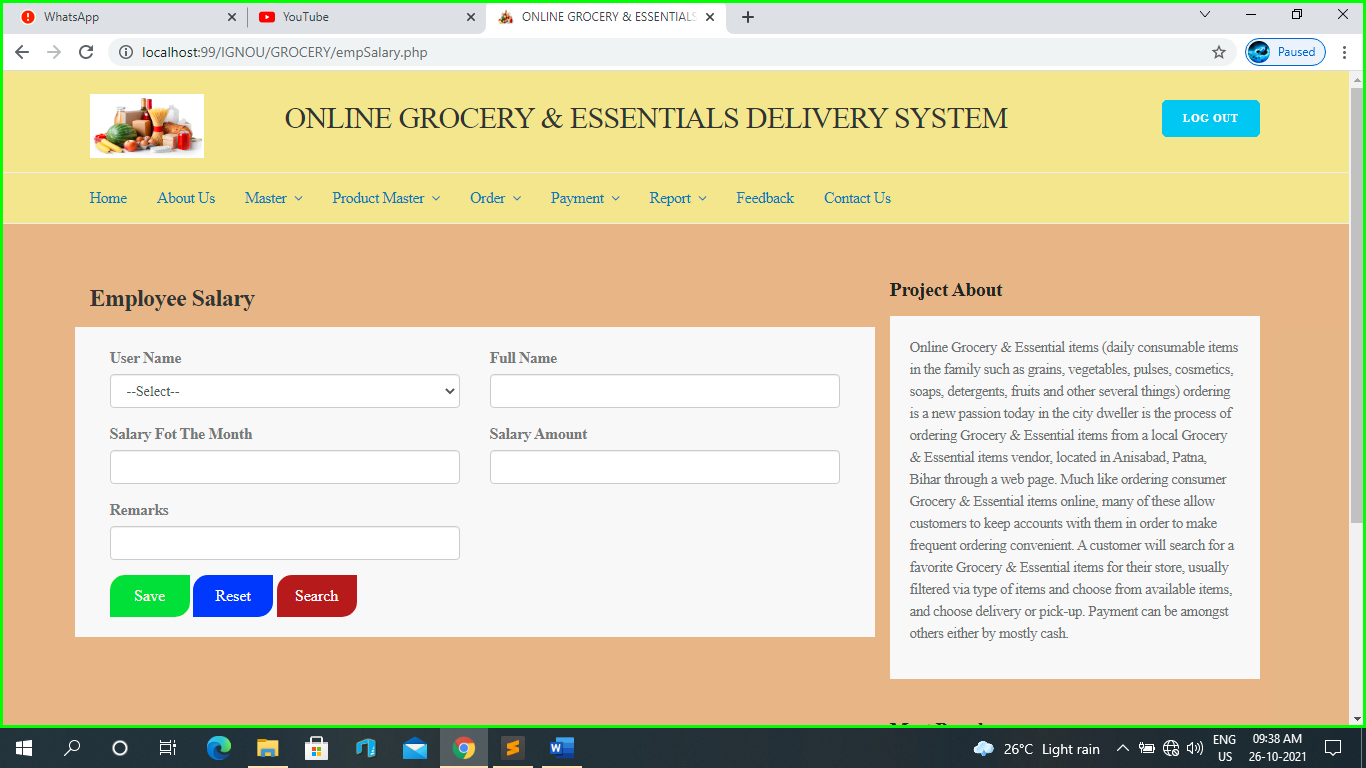 WhatsApp
YouTube
ONLINE GROCERY & ESSENTIALS
localhost:99/IGNOU/GROCERY/empSalary.php
Paused
ONLINE GROCERY & ESSENTIALS DELIVERY SYSTEM
LOG OUT
Home About Us Master Product Master Order Payment Report Feedback Contact Us
Employee Salary
User Name
Full Name
--Select--
Salary Fot The Month
Salary Amount
Remarks
Save Reset Search
Project About
Online Grocery & Essential items (daily consumable items
in the family such as grains, vegetables, pulses, cosmetics,
soaps, detergents, fruits and other several things) ordering
is a new passion today in the city dweller is the process of
ordering Grocery & Essential items from a local Grocery
& Essential items vendor, located in Anisabad, Patna,
Bihar through a web page. Much like ordering consumer
Grocery & Essential items online, many of these allow
customers to keep accounts with them in order to make
frequent ordering convenient. A customer will search for a
favorite Grocery & Essential items for their store, usually
filtered via type of items and choose from available items,
and choose delivery or pick-up. Payment can be amongst
others either by mostly cash.
26°C Light rain
ENG
US
09:38 AM
26-10-2021